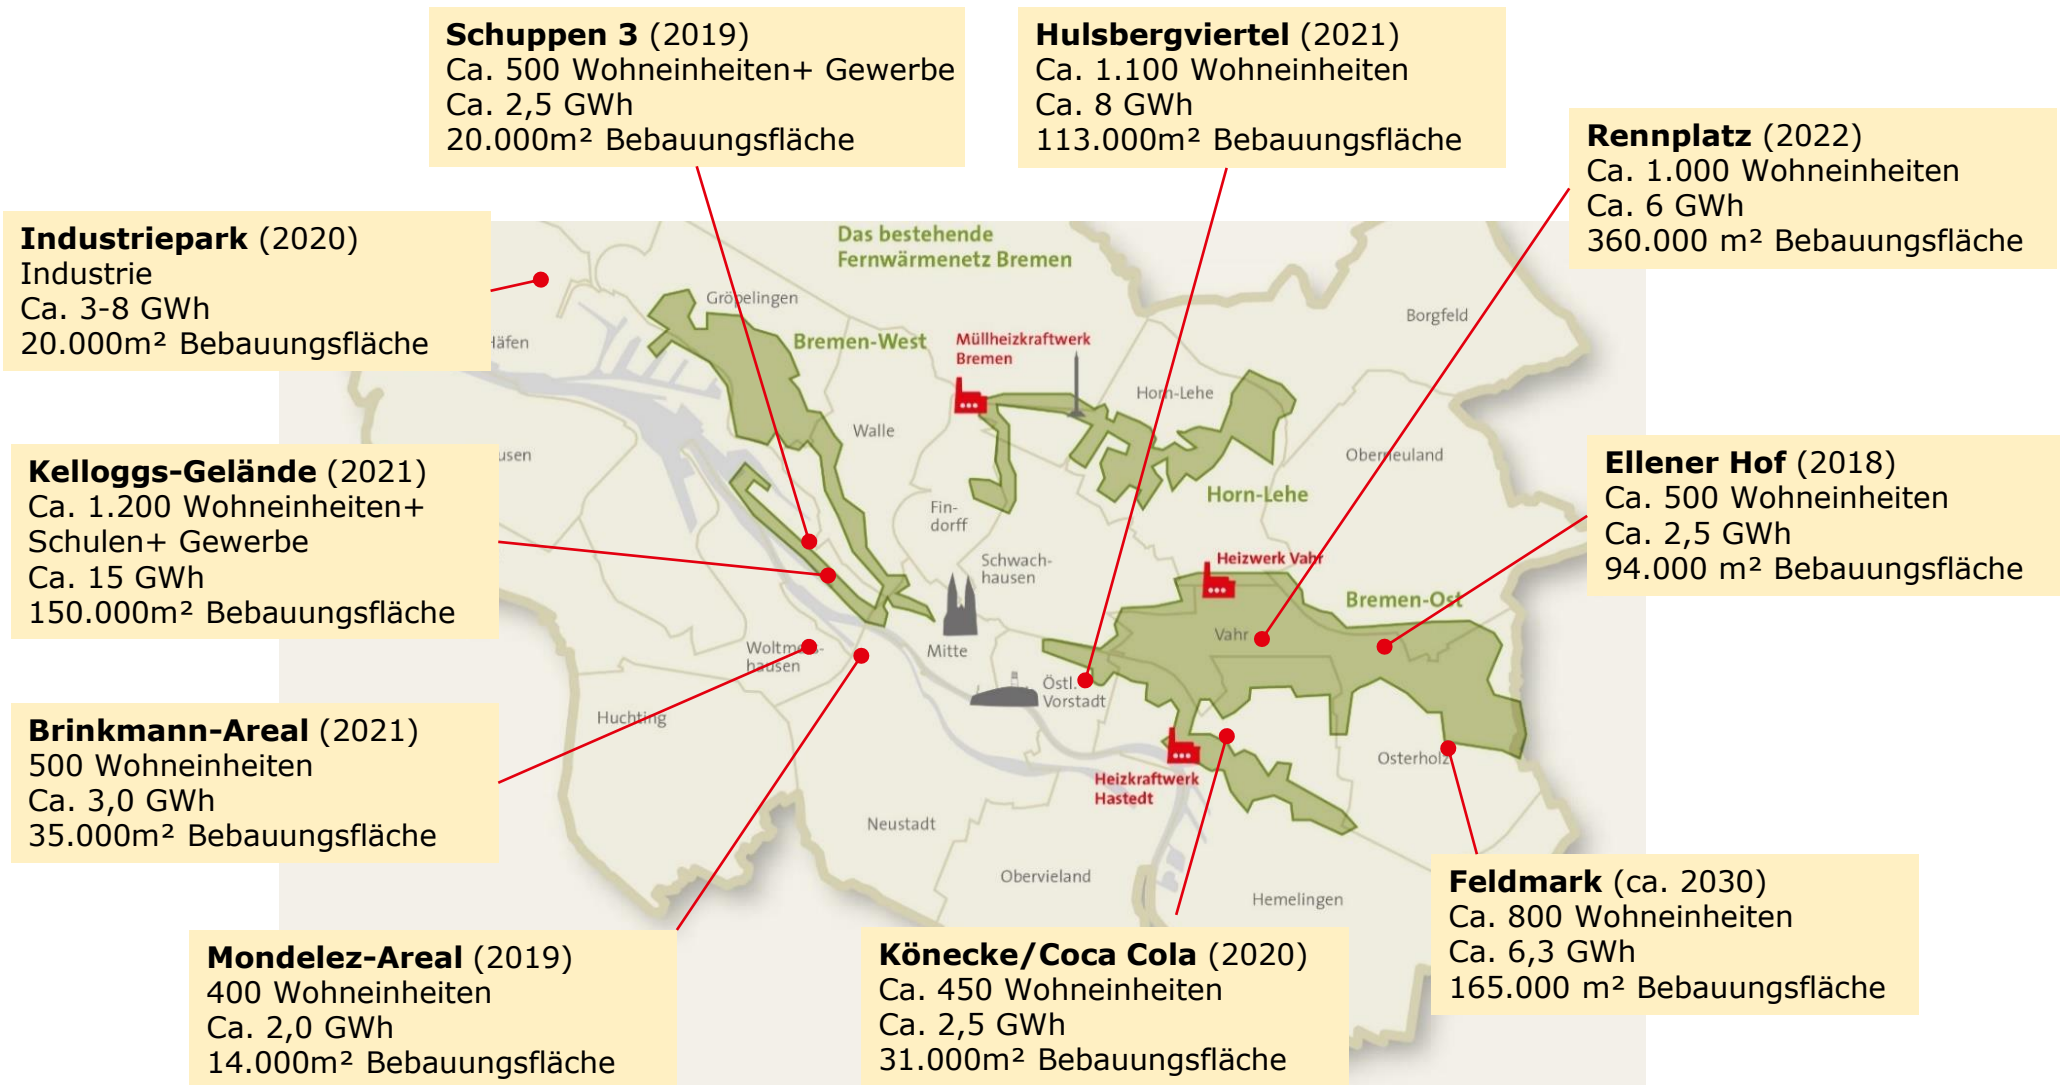 Schuppen 3 (2019)
Ca. 500 Wohneinheiten+ Gewerbe
Ca. 2,5 GWh
20.000m² Bebauungsfläche
Hulsbergviertel (2021)
Ca. 1.100 Wohneinheiten
Ca. 8 GWh
113.000m² Bebauungsfläche
Rennplatz (2022)
Ca. 1.000 Wohneinheiten
Ca. 6 GWh
360.000 m² Bebauungsfläche
Industriepark (2020)
Industrie
Ca. 3-8 GWh
20.000m² Bebauungsfläche
Das bestehende
Fernwärmenetz Bremen
Gröpelingen
Borgfeld
Häfen
Bremen-West
Müllheizkraftwerk
Bremen
Horn-Lehe
Walle
Oberneuland
Kelloggs-Gelände (2021)
Ca. 1.200 Wohneinheiten+
Schulen+ Gewerbe
Ca. 15 GWh
150.000m² Bebauungsfläche
usen
Horn-Lehe
Fin-
dorff
Ellener Hof (2018)
Ca. 500 Wohneinheiten
Ca. 2,5 GWh
94.000 m² Bebauungsfläche
Schwach-
hausen
Heizwerk Vahr
Bremen-Ost
Vahr
Woltmers-
hausen
Mitte
Östl.
Vorstadt
Huchting
Brinkmann-Areal (2021)
500 Wohneinheiten
Ca. 3,0 GWh
35.000m² Bebauungsfläche
Osterholz
Heizkraftwerk
Hastedt
Neustadt
Obervieland
Hemelingen
Feldmark (ca. 2030)
Ca. 800 Wohneinheiten
Ca. 6,3 GWh
165.000 m² Bebauungsfläche
Mondelez-Areal (2019)
400 Wohneinheiten
Ca. 2,0 GWh
14.000m² Bebauungsfläche
Könecke/Coca Cola (2020)
Ca. 450 Wohneinheiten
Ca. 2,5 GWh
31.000m² Bebauungsfläche